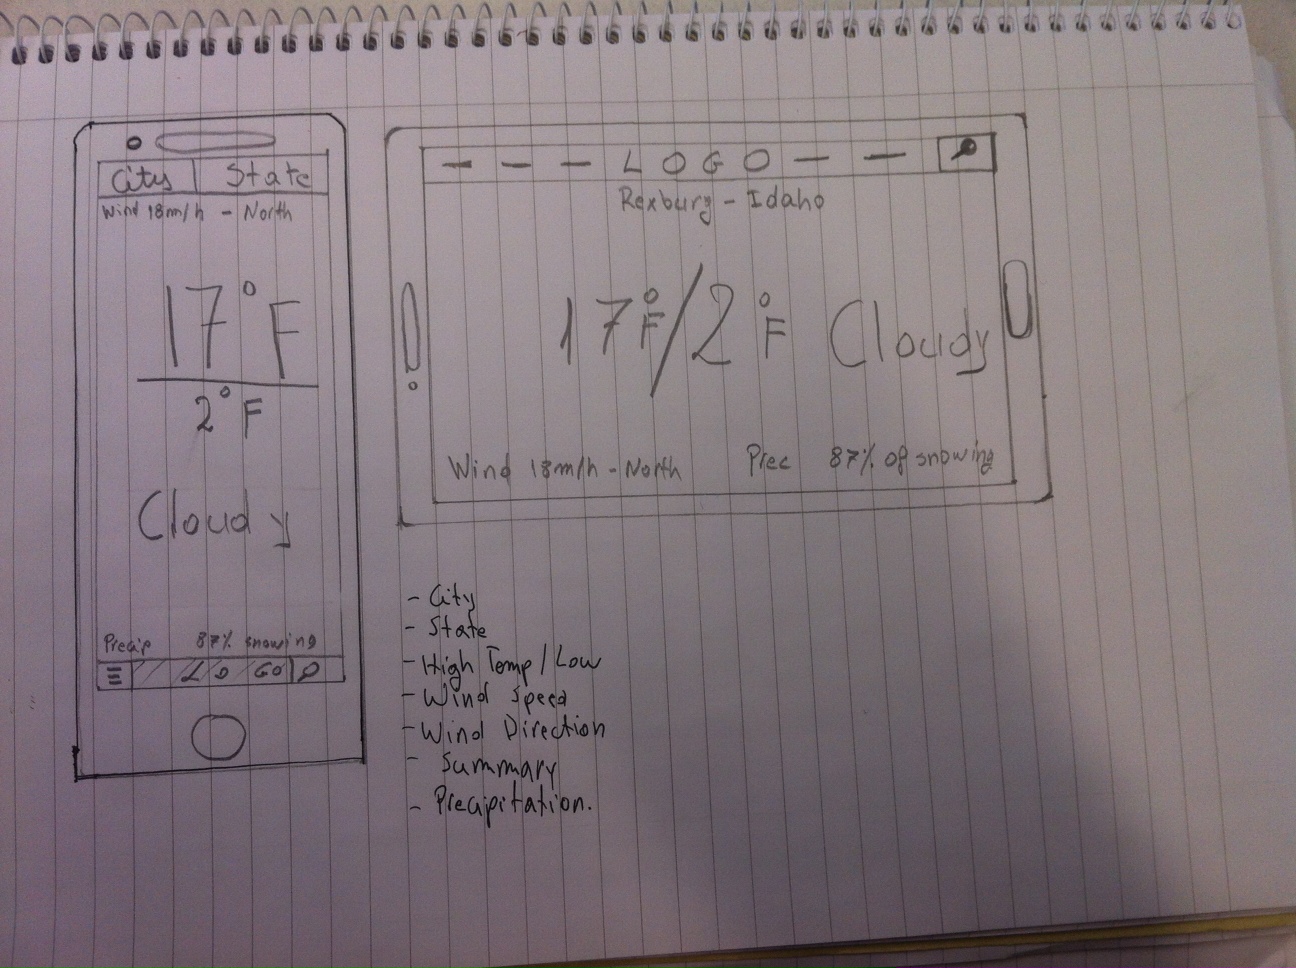 City | State
Wind 18m/h - North
17°F
2°F
Cloudy
Precip 87% snowing
LOGO
LOGO
Rexburg - Idaho
17°F/2°F Cloudy
Wind 18m/h - North Prec 87% of snowing
- City
- State
- High Temp / Low
- Wind Speed
- Wind Direction
- Summary
- Precipitation.